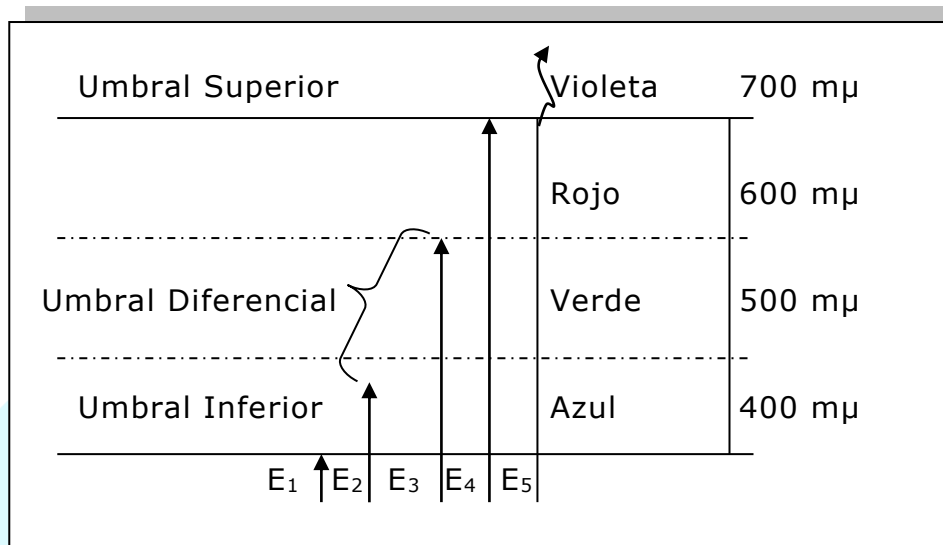 Umbral Superior Violeta 700 mµ
Rojo 600 mµ
Umbral Diferencial Verde 500 mµ
Umbral Inferior Azul 400 mµ
E1 E2 E3 E4 E5